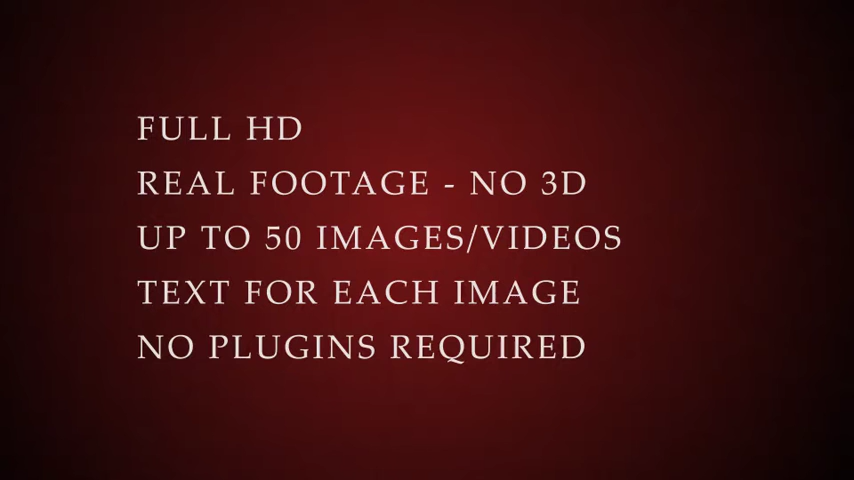 FULL HD
REAL FOOTAGE - NO 3D
UP TO 50 IMAGES/VIDEOS
TEXT FOR EACH IMAGE
NO PLUGINS REQUIRED